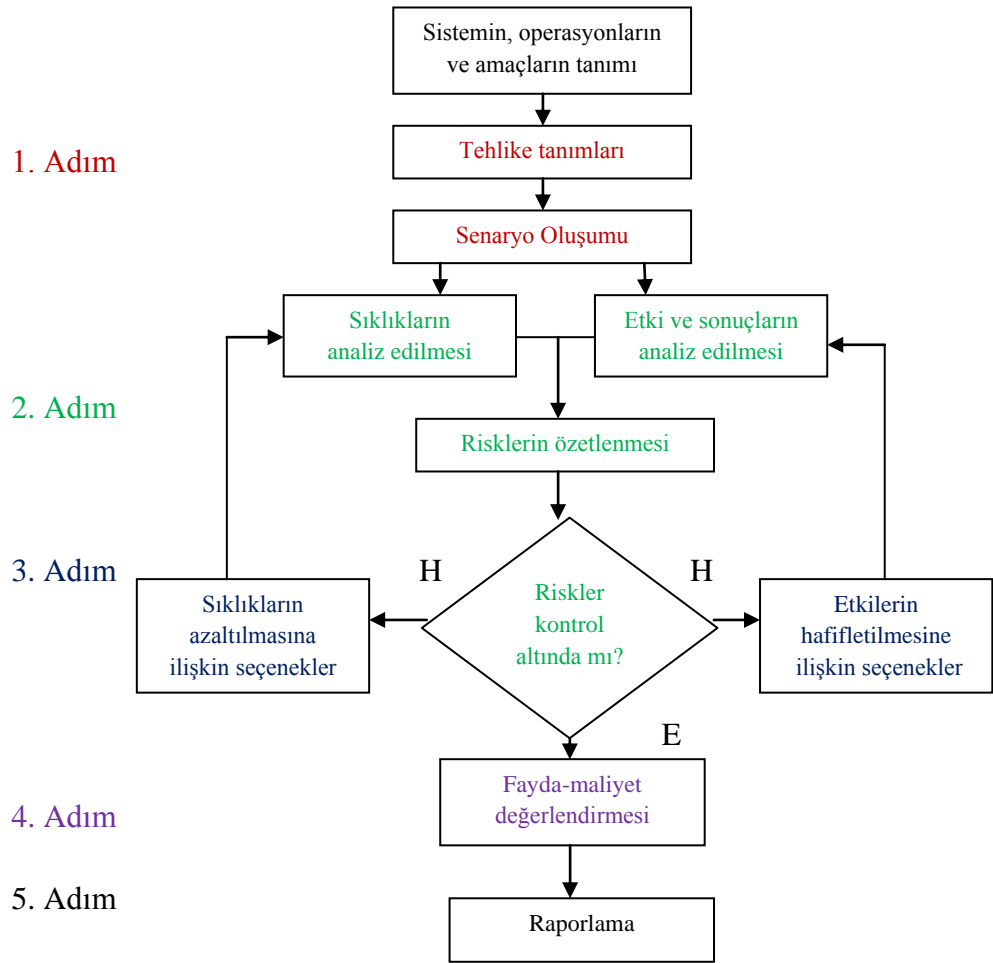 Sistemin, operasyonların
ve amaçların tanımı
1. Adım
Tehlike tanımları
Senaryo Oluşumu
Sıklıkların
analiz edilmesi
Etki ve sonuçların
analiz edilmesi
2. Adım
Risklerin özetlenmesi
3. Adım
H
H
Sıklıkların
azaltılmasına
ilişkin seçenekler
Riskler
kontrol
altında mı?
Etkilerin
hafifletilmesine
ilişkin seçenekler
E
4. Adım
Fayda-maliyet
değerlendirmesi
5. Adım
Raporlama